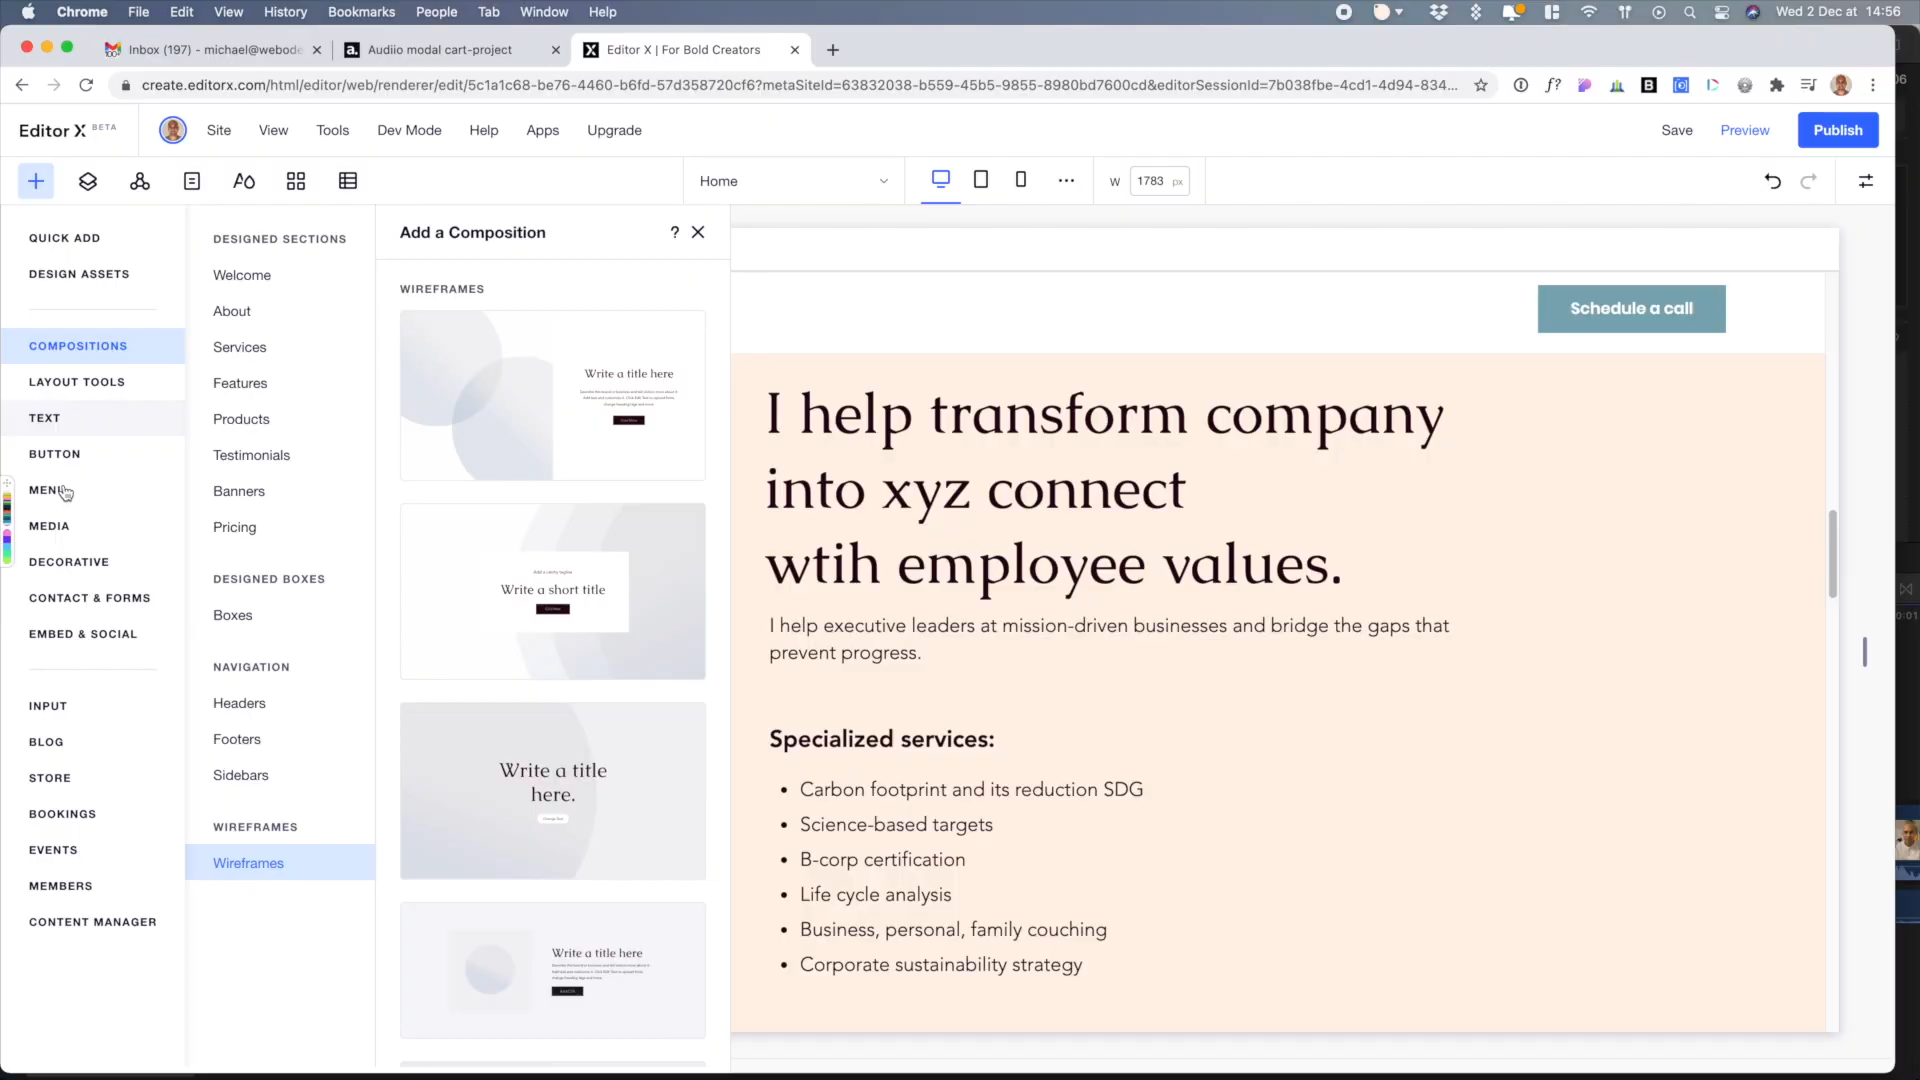 Chrome File Edit View History Bookmarks People Tab Window Help
Wed 2 Dec at 14:56
Inbox (197) - michael@webode
Audiio modal cart-project
Editor X | For Bold Creators
create.editorx.com/html/editor/web/renderer/edit/5c1a1c68-be76-4460-b6fd-57d358720cf6?metaSiteId=63832038-b559-45b5-9855-8980bd7600cd&editorSessionId=7b038fbe-4cd1-4d94-834...
Editor X BETA
Site View Tools Dev Mode Help Apps Upgrade
Save Preview Publish
Home
W 1783 px
QUICK ADD
DESIGN ASSETS
COMPOSITIONS
LAYOUT TOOLS
TEXT
BUTTON
MENU
MEDIA
DECORATIVE
CONTACT & FORMS
EMBED & SOCIAL
INPUT
BLOG
STORE
BOOKINGS
EVENTS
MEMBERS
CONTENT MANAGER
DESIGNED SECTIONS
Welcome
About
Services
Features
Products
Testimonials
Banners
Pricing
DESIGNED BOXES
Boxes
NAVIGATION
Headers
Footers
Sidebars
WIREFRAMES
Wireframes
Add a Composition
?
WIREFRAMES
Write a title here
Add a catchy tagline
Write a short title
Write a title
here.
Write a title here
Schedule a call
I help transform company
into xyz connect
wtih employee values.
I help executive leaders at mission-driven businesses and bridge the gaps that
prevent progress.
Specialized services:
• Carbon footprint and its reduction SDG
• Science-based targets
• B-corp certification
• Life cycle analysis
• Business, personal, family couching
• Corporate sustainability strategy